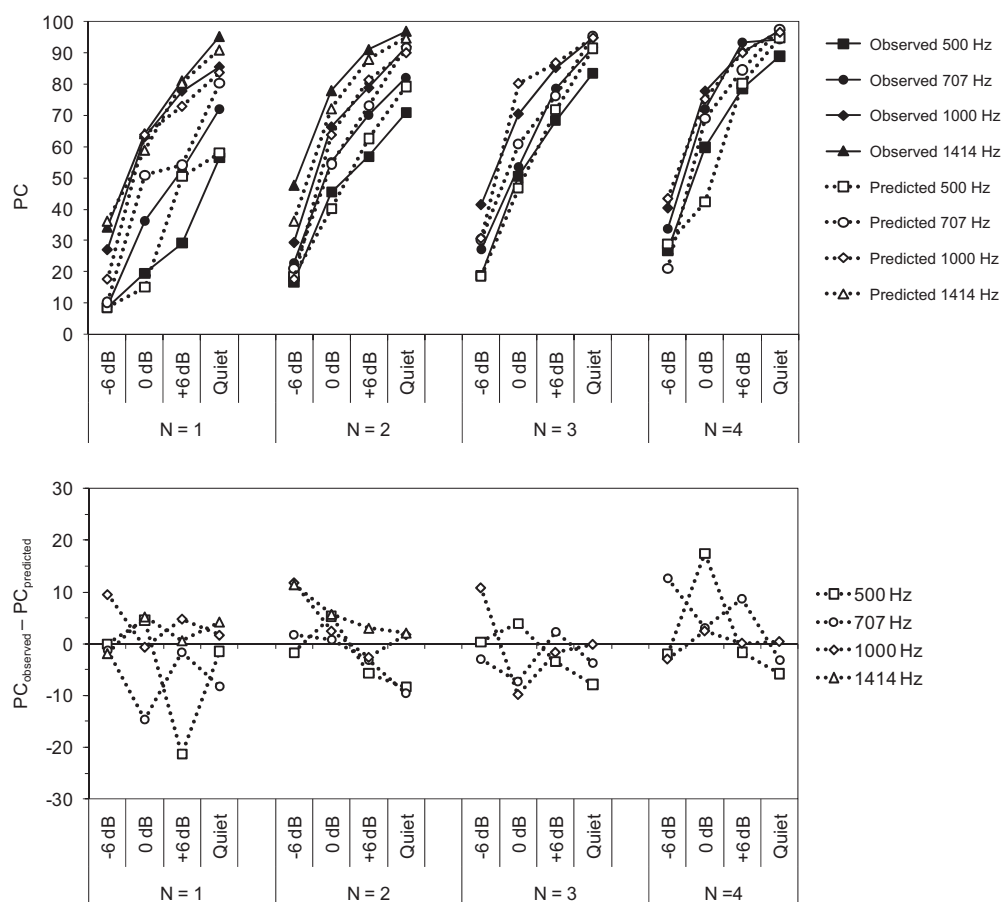 100
90
80
70
60
50
40
30
20
10
0
PC
-6 dB
0 dB
+6 dB
Quiet
-6 dB
0 dB
+6 dB
Quiet
-6 dB
0 dB
+6 dB
Quiet
-6 dB
0 dB
+6 dB
Quiet
N = 1
N = 2
N = 3
N =4
Observed 500 Hz
Observed 707 Hz
Observed 1000 Hz
Observed 1414 Hz
Predicted 500 Hz
Predicted 707 Hz
Predicted 1000 Hz
Predicted 1414 Hz
30
20
10
0
-10
-20
-30
PCobserved – PCpredicted
-6 dB
0 dB
+6 dB
Quiet
-6 dB
0 dB
+6 dB
Quiet
-6 dB
0 dB
+6 dB
Quiet
-6 dB
0 dB
+6 dB
Quiet
N = 1
N = 2
N = 3
N =4
500 Hz
707 Hz
1000 Hz
1414 Hz